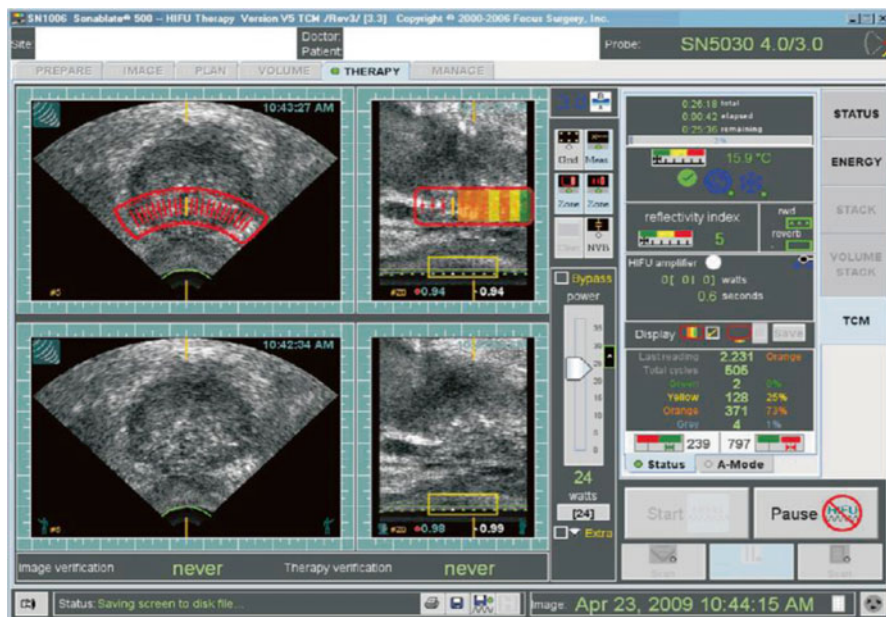 SN1006 Sonablate® 500 -- HIFU Therapy Version V5 TCM /Rev3/ [3.3] Copyright © 2000-2006 Focus Surgery, Inc.
Site:
Doctor:
Patient:
Probe: SN5030 4.0/3.0
PREPARE IMAGE PLAN VOLUME THERAPY MANAGE
10:43:27 AM
#20 0.94 -0.94
10:42:34 AM
#20 0.98 -0.99
Meas
Zone Zone
NVB
Bypass
power
24
watts
[24]
Extra
0:26:18 total
0:00:42 elapsed
0:25:36 remaining
15.9 °C
reflectivity index
5
rwd
reverb
HIFU amplifier
0[ 01 0] watts
0.6 seconds
Display Save
Last reading 2.231 Orange
Total cycles 505
Green 2 0%
Yellow 128 25%
Orange 371 73%
Gray 4 1%
239 797
Status A-Mode
STATUS
ENERGY
STACK
VOLUME
STACK
TCM
Start
Pause HIFU
Image verification never Therapy verification never
Status: Saving screen to disk file...
Image: Apr 23, 2009 10:44:15 AM